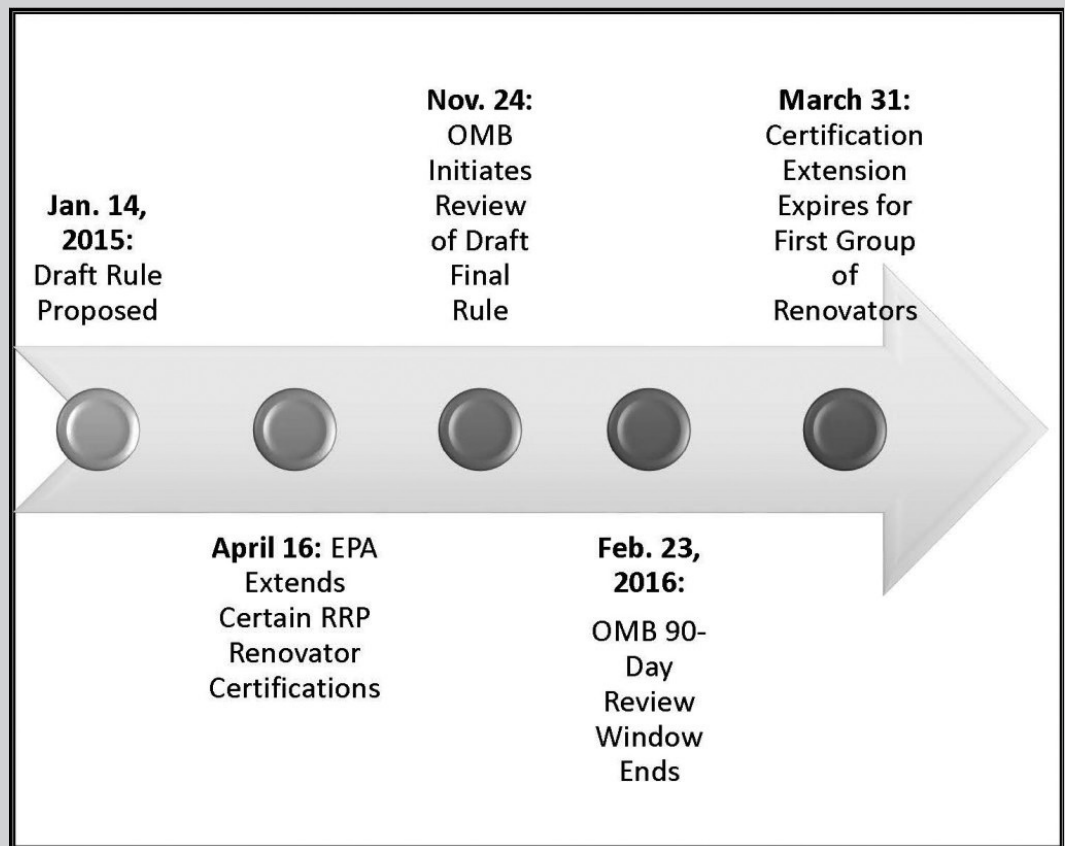 Jan. 14,
2015:
Draft Rule
Proposed
April 16: EPA
Extends
Certain RRP
Renovator
Certifications
Nov. 24:
OMB
Initiates
Review
of Draft
Final
Rule
Feb. 23,
2016:
OMB 90-
Day
Review
Window
Ends
March 31:
Certification
Extension
Expires for
First Group
of
Renovators